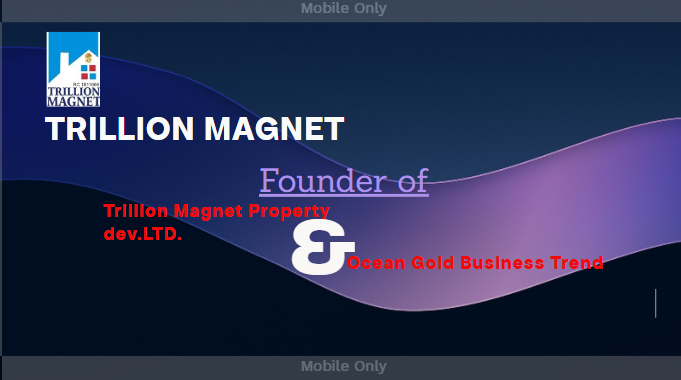 Mobile Only
TRILLION
MAGNET
TRILLION MAGNET
Founder of
Trillion Magnet Property
dev.LTD.
&
Ocean Gold Business Trend
Mobile Only